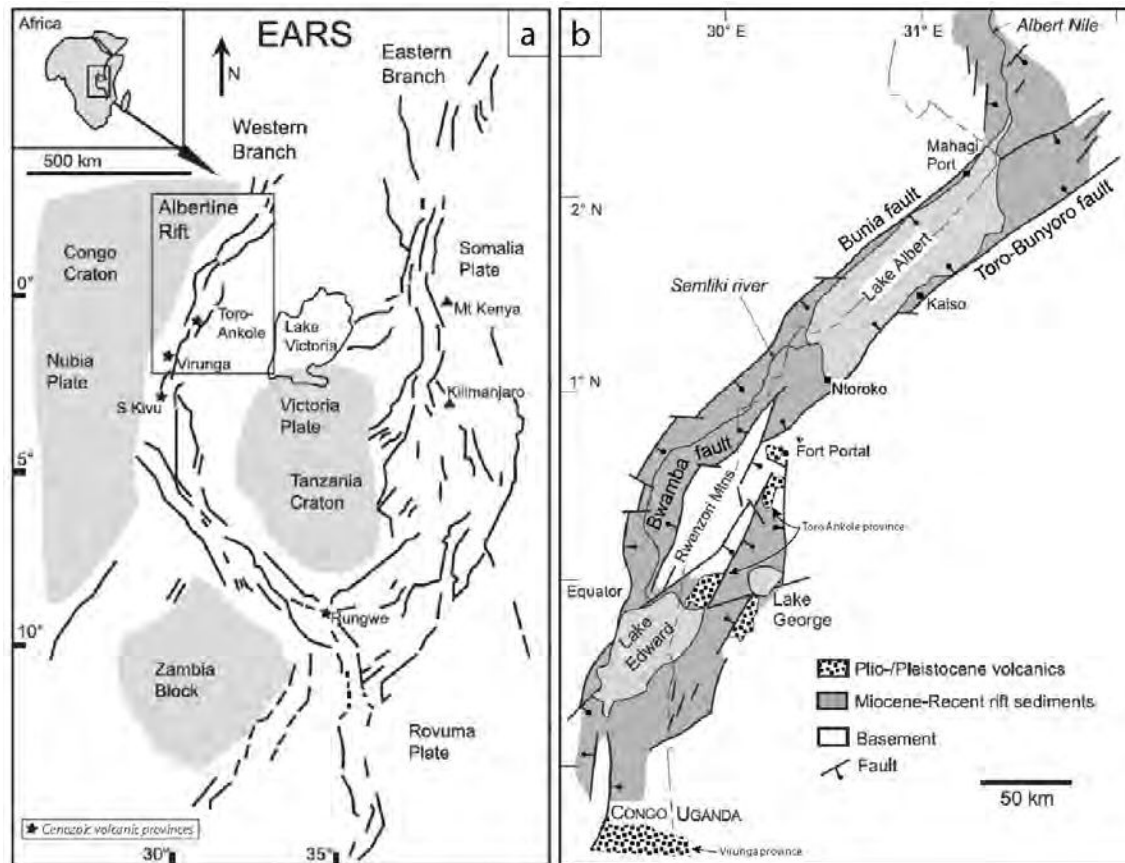 Africa
500 km
EARS
N
a
Eastern
Branch
Western
Branch
Albertine
Rift
Congo
Craton
Somalia
Plate
0°
Toro-
Ankole
Lake
Victoria
Mt Kenya
Nubia
Plate
Virunga
S Kivu
Victoria
Plate
Kilimanjaro
5°
Tanzania
Craton
Rungwe
10°
Zambia
Block
Rovuma
Plate
Cenozoic volcanic provinces
30°
35°
b
30° E
31° E
Albert Nile
Mahagi
Port
2° N
Bunia fault
Toro-Bunyoro fault
Lake Albert
Semliki river
Kaiso
1° N
Ntoroko
Bwamba fault
Fort Portal
Rwenzori Mtns
Toro Ankole province
Equator
Lake
George
Lake
Edward
Plio-/Pleistocene volcanics
Miocene-Recent rift sediments
Basement
Fault
50 km
CONGO
UGANDA
Virunga province